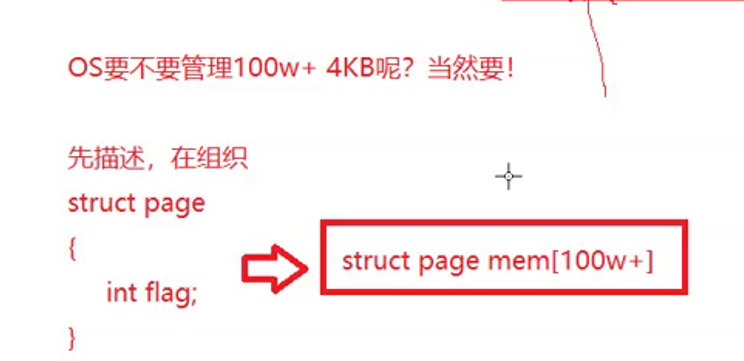 OS要不要管理100w+ 4KB呢？当然要！
先描述，在组织
struct page
{
int flag;
}
struct page mem[100w+]